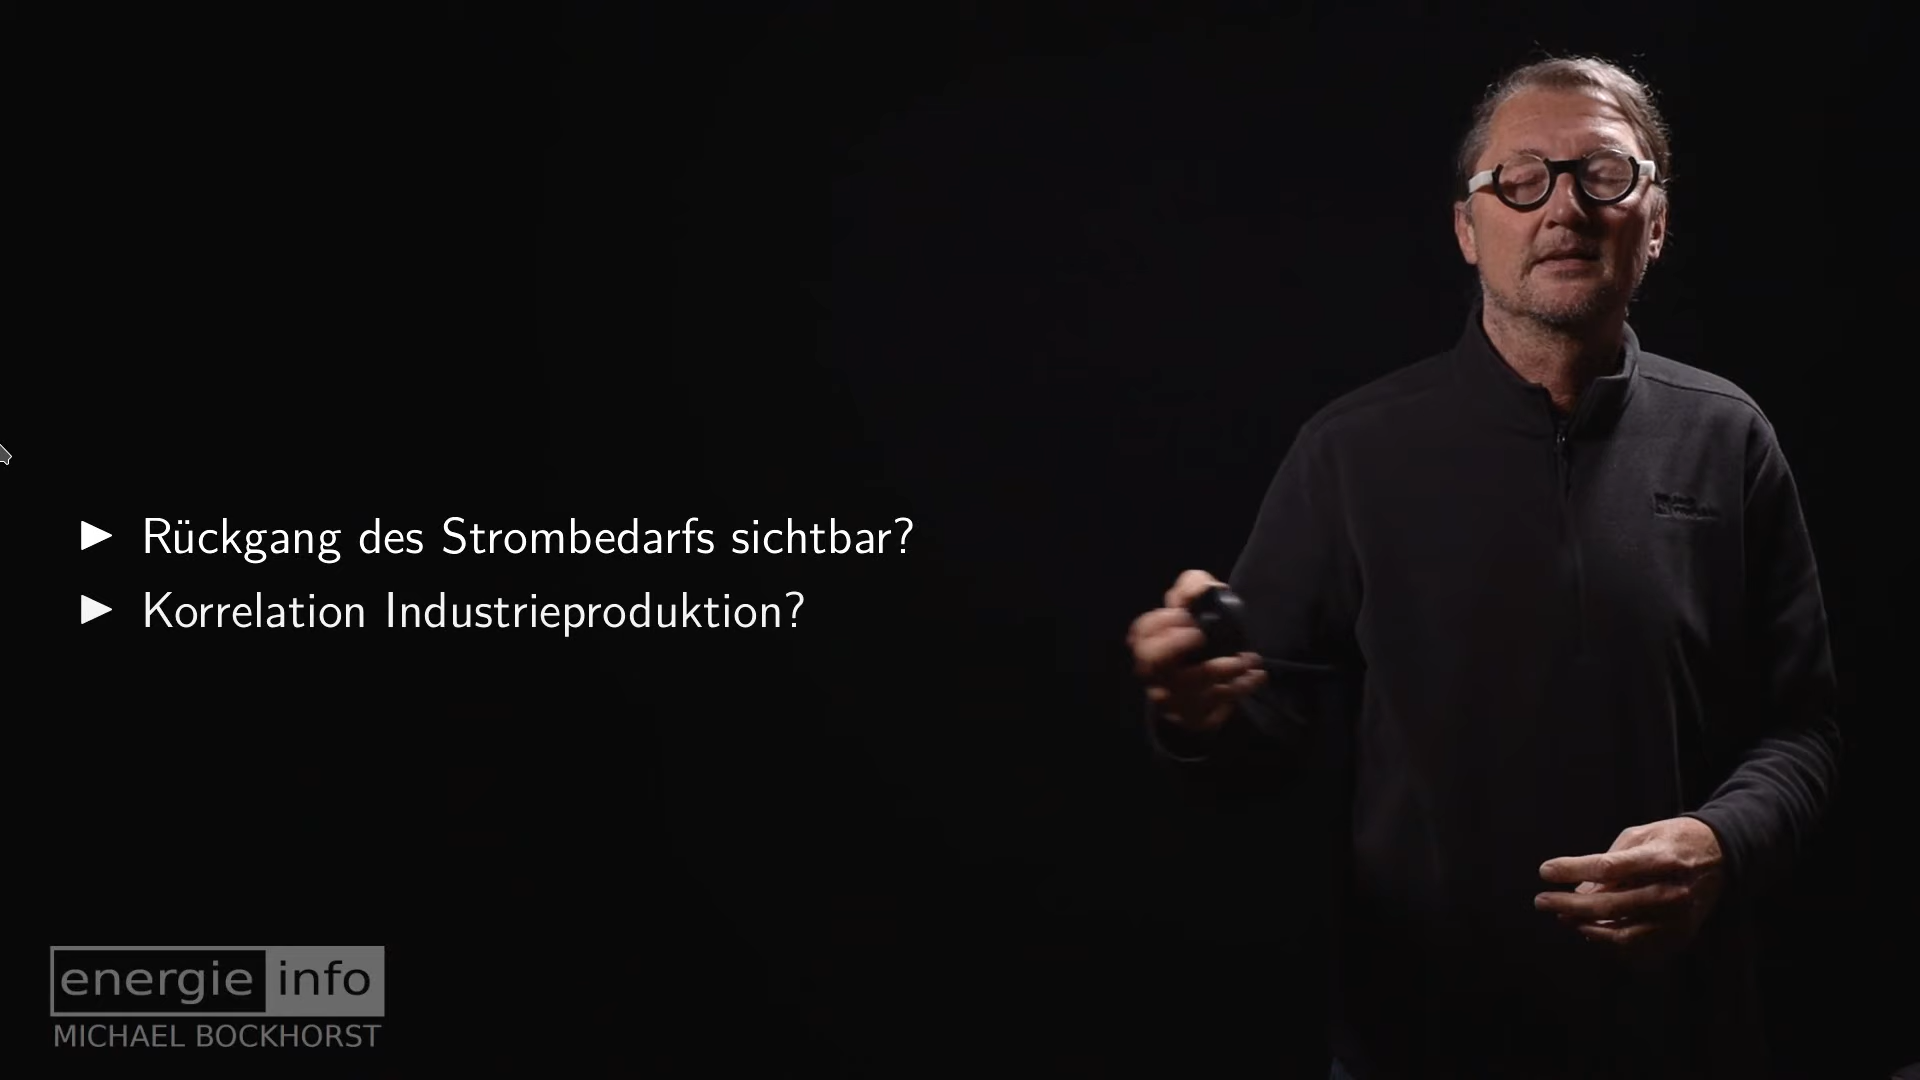 ► Rückgang des Strombedarfs sichtbar?
► Korrelation Industrieproduktion?
energie info
MICHAEL BOCKHORST